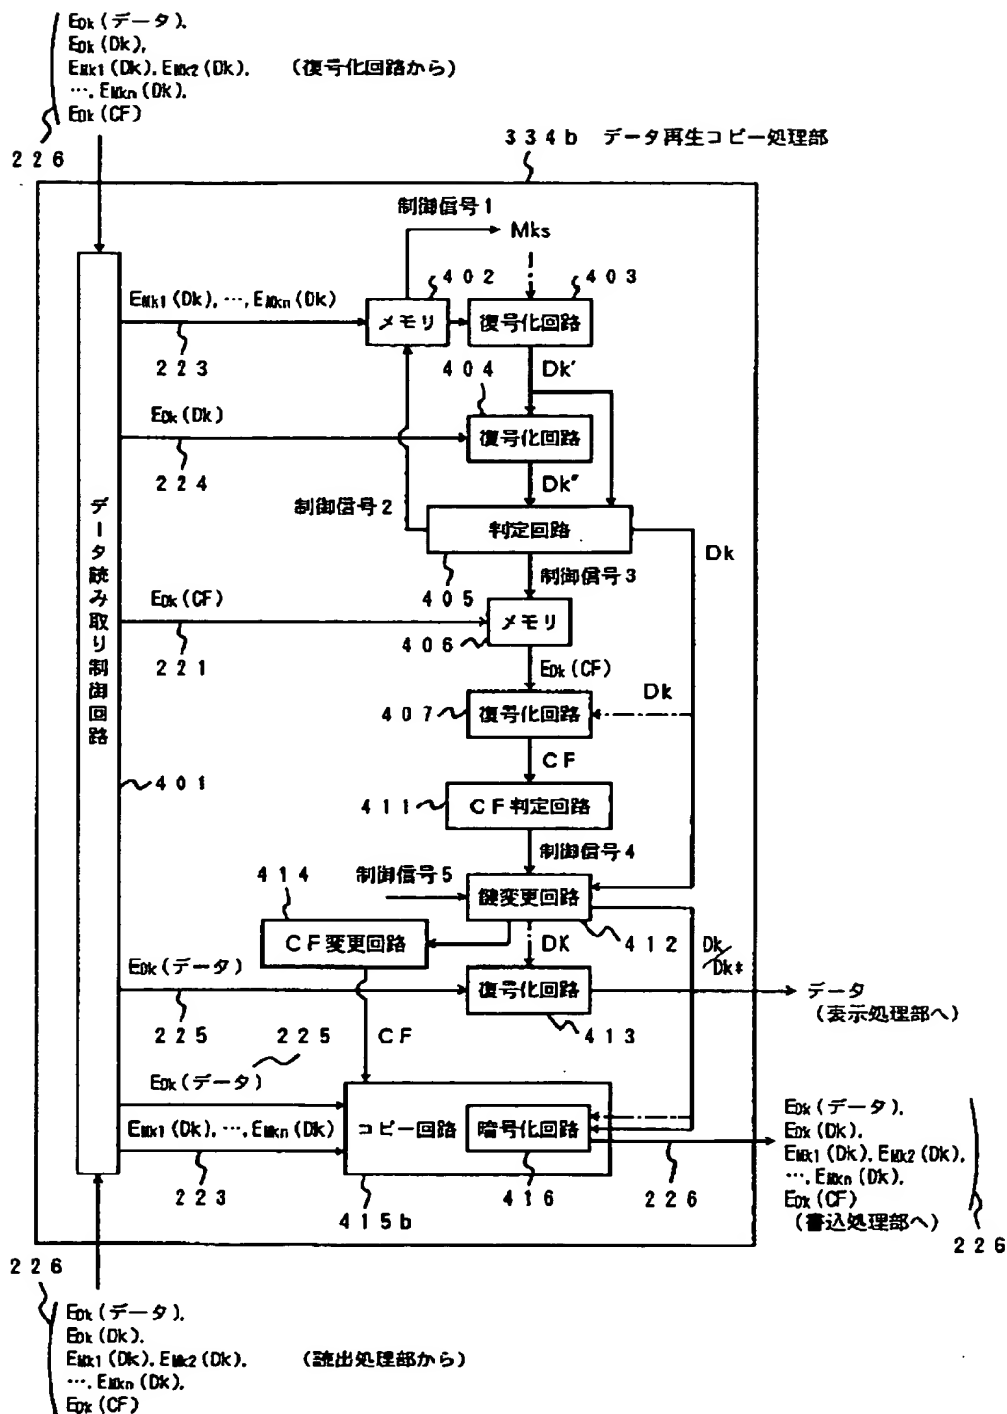 EDk(データ).
EDk(Dk),
EMk1(Dk). EMk2(Dk). (復号化回路から)
…, EMkn(Dk).
EDk(CF)
226
334b データ再生コピー処理部
制御信号1
Mks
402
403
EMk1(Dk), …, EMkn(Dk)
メモリ
復号化回路
223
404
Dk'
EDk(Dk)
復号化回路
224
制御信号2
Dk"
判定回路
Dk
データ読み取り制御回路
405
制御信号3
EDk(CF)
メモリ
221
406
EDk(CF)
Dk
407
復号化回路
CF
401
411
CF判定回路
制御信号4
414
制御信号5
鍵変更回路
CF変更回路
DK
412
Dk/Dk*
EDk(データ)
復号化回路
データ
(表示処理部へ)
225
413
225
CF
EDk(データ)
EMk1(Dk), …, EMkn(Dk)
コピー回路
暗号化回路
223
415b
416
226
EDk(データ).
EDk(Dk).
EMk1(Dk). EMk2(Dk).
…. EMkn(Dk).
EDk(CF)
(書込処理部へ)
226
226
EDk(データ).
EDk(Dk).
EMk1(Dk). EMk2(Dk). (読出処理部から)
…. EMkn(Dk).
EDk(CF)